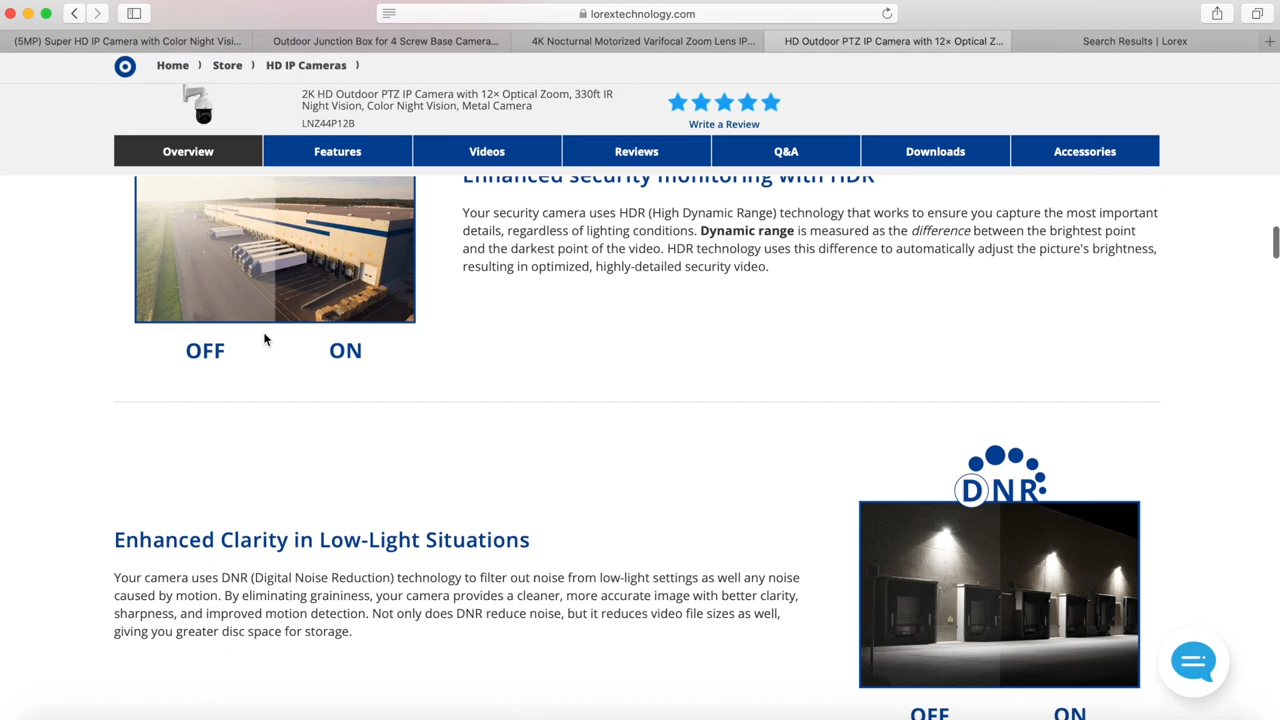 lorextechnology.com
(5MP) Super HD IP Camera with Color Night Visi...
Outdoor Junction Box for 4 Screw Base Camera...
4K Nocturnal Motorized Varifocal Zoom Lens IP...
HD Outdoor PTZ IP Camera with 12× Optical Z...
Search Results | Lorex
Home
Store
HD IP Cameras
2K HD Outdoor PTZ IP Camera with 12× Optical Zoom, 330ft IR
Night Vision, Color Night Vision, Metal Camera
LNZ44P12B
Write a Review
Overview
Features
Videos
Reviews
Q&A
Downloads
Accessories
Enhanced security monitoring with HDR
Your security camera uses HDR (High Dynamic Range) technology that works to ensure you capture the most important
details, regardless of lighting conditions. Dynamic range is measured as the difference between the brightest point
and the darkest point of the video. HDR technology uses this difference to automatically adjust the picture's brightness,
resulting in optimized, highly-detailed security video.
OFF
ON
DNR
Enhanced Clarity in Low-Light Situations
Your camera uses DNR (Digital Noise Reduction) technology to filter out noise from low-light settings as well any noise
caused by motion. By eliminating graininess, your camera provides a cleaner, more accurate image with better clarity,
sharpness, and improved motion detection. Not only does DNR reduce noise, but it reduces video file sizes as well,
giving you greater disc space for storage.
OFF
ON